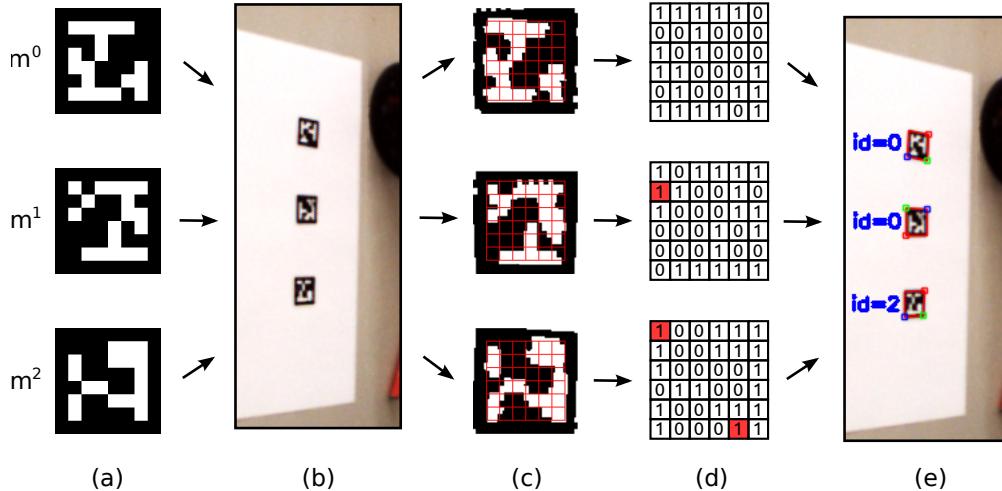 m0
m1
m2
1 1 1 1 1 0
0 0 1 0 0 0
1 0 1 0 0 0
1 1 0 0 0 1
0 1 0 1 1 1
1 1 1 1 0 1
1 0 1 1 1 1
1 1 0 0 1 0
1 0 0 0 1 1
0 0 0 1 0 1
0 0 0 1 0 0
0 1 1 1 1 1
1 0 0 1 1 1
1 0 0 1 1 1
1 0 0 0 0 1
0 1 1 0 0 1
1 0 0 1 1 1
1 0 0 0 1 1
id=0
id=0
id=2
(a) (b) (c) (d) (e)